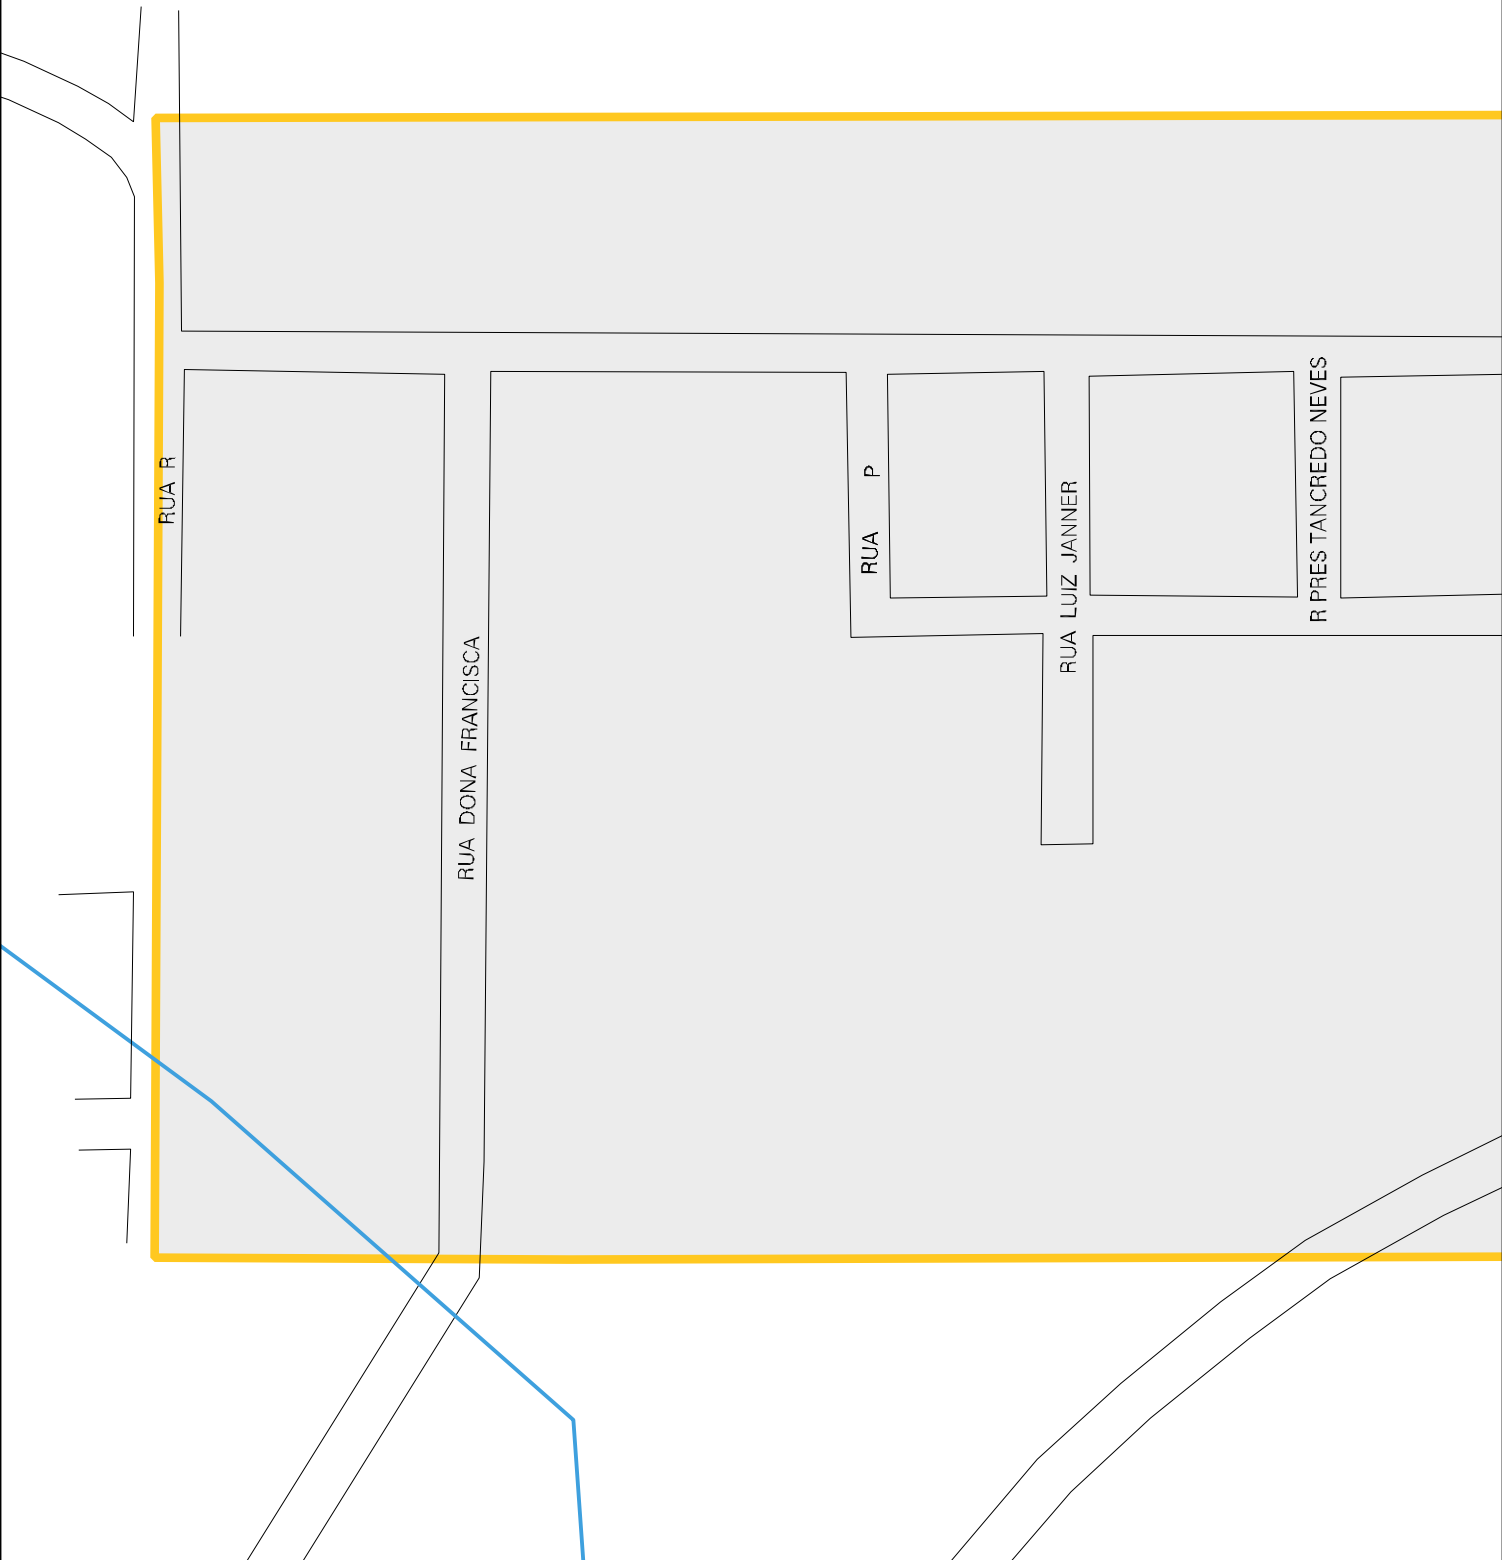 RUA R
RUA DONA FRANCISCA
RUA P
RUA LUIZ JANNER
R PRES TANCREDO NEVES